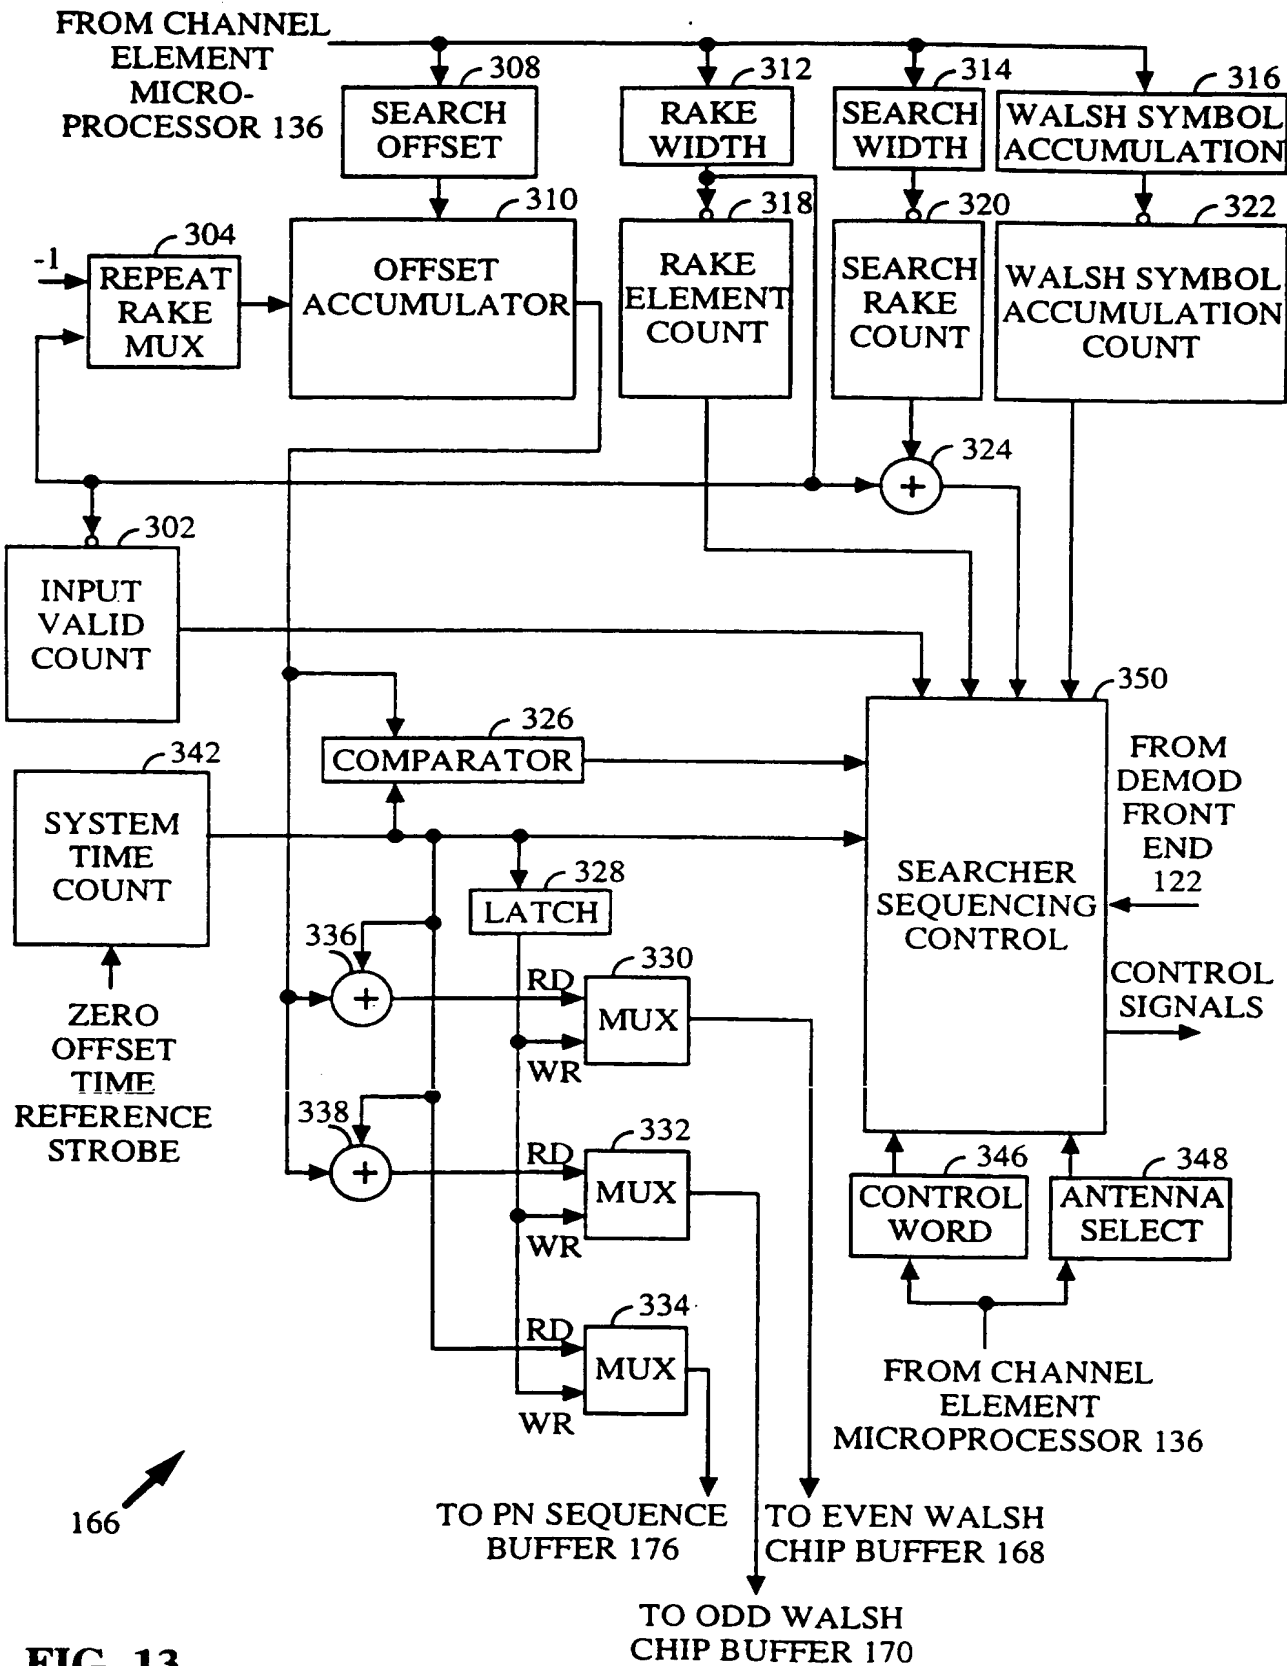 FROM CHANNEL
ELEMENT
MICRO-
PROCESSOR 136
308
SEARCH
OFFSET
312
RAKE
WIDTH
314
SEARCH
WIDTH
316
WALSH SYMBOL
ACCUMULATION
304
-1
REPEAT
RAKE
MUX
310
OFFSET
ACCUMULATOR
318
RAKE
ELEMENT
COUNT
320
SEARCH
RAKE
COUNT
322
WALSH SYMBOL
ACCUMULATION
COUNT
324
+
302
INPUT
VALID
COUNT
326
COMPARATOR
342
SYSTEM
TIME
COUNT
328
LATCH
350
SEARCHER
SEQUENCING
CONTROL
FROM
DEMOD
FRONT
END
122
CONTROL
SIGNALS
ZERO
OFFSET
TIME
REFERENCE
STROBE
336
+
RD
330
MUX
WR
338
+
RD
332
MUX
WR
RD
334
MUX
WR
346
CONTROL
WORD
348
ANTENNA
SELECT
FROM CHANNEL
ELEMENT
MICROPROCESSOR 136
166
TO PN SEQUENCE
BUFFER 176
TO EVEN WALSH
CHIP BUFFER 168
TO ODD WALSH
CHIP BUFFER 170
FIG. 13